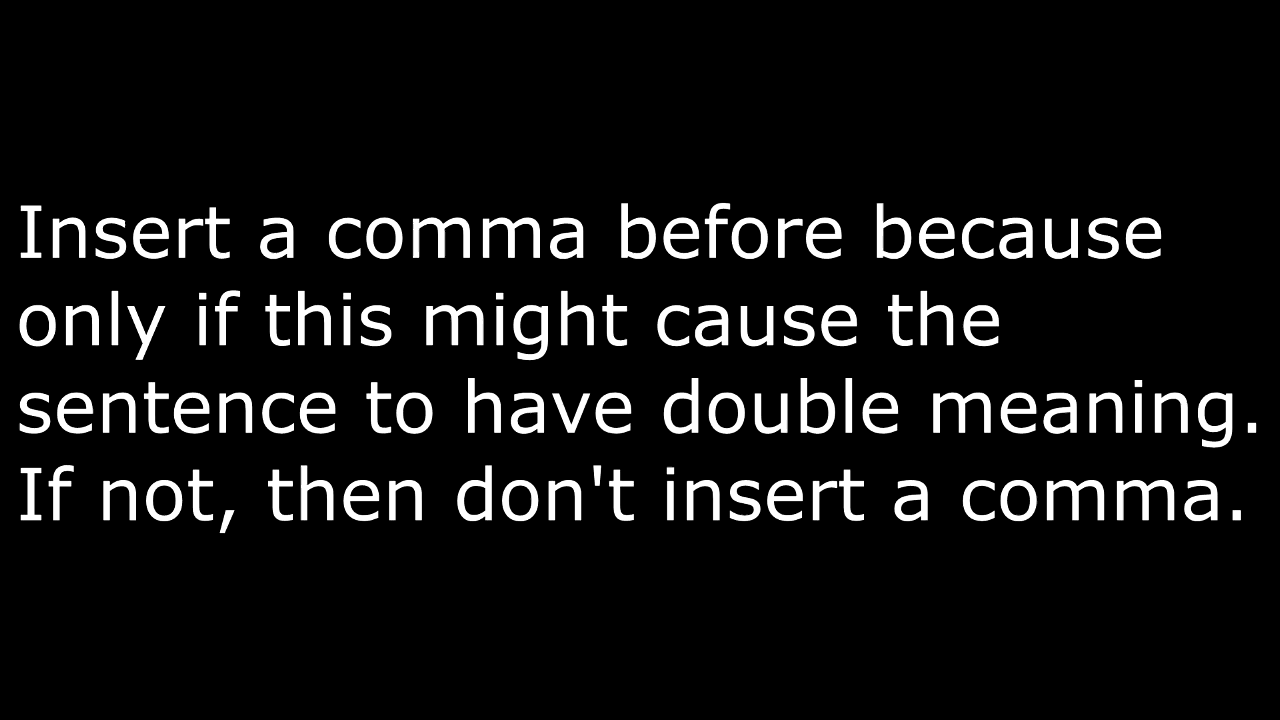 Insert a comma before because
only if this might cause the
sentence to have double meaning.
If not, then don't insert a comma.